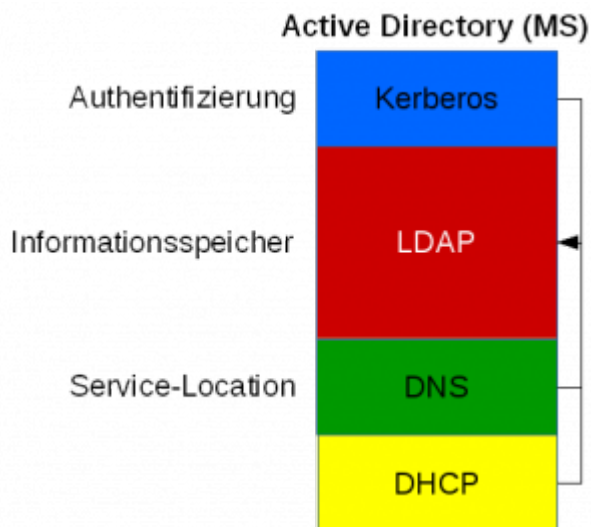 Active Directory (MS)
Authentifizierung Kerberos
Informationsspeicher LDAP
Service-Location DNS
DHCP